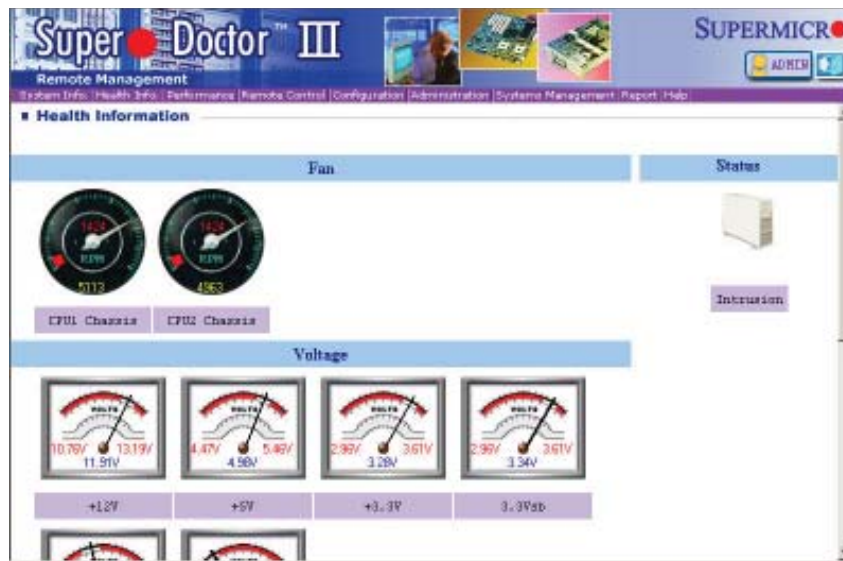 Super Doctor™ III
SUPERMICR
ADMIN
Remote Management
System Info. | Health Info. | Performance | Remote Control | Configuration | Administration | Systems Management | Report | Help
Health Information
Fan
Status
1424
1424
RPM
RPM
5113
4963
CPU1 Chassis
CPU2 Chassis
Intrusion
Voltage
VOLTS
VOLTS
VOLTS
VOLTS
10.76V 13.19V
4.47V 5.46V
2.96V 3.61V
2.96V 3.61V
11.91V
4.98V
3.28V
3.34V
+12V
+5V
+3.3V
3.3Vsb